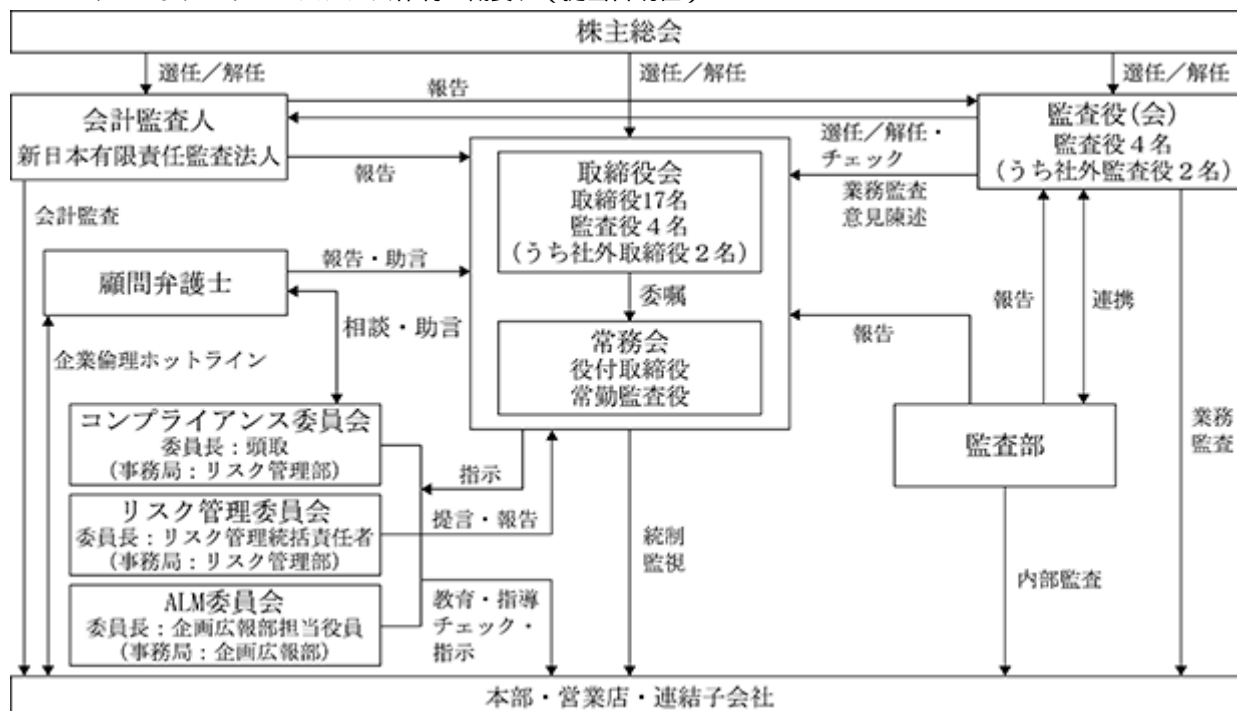 株主総会
選任／解任
選任／解任
選任／解任
会計監査人
新日本有限責任監査法人
報告
選任／解任・
チェック
監査役(会)
監査役４名
(うち社外監査役２名)
報告
取締役会
取締役17名
監査役４名
(うち社外取締役２名)
業務監査
意見陳述
会計監査
顧問弁護士
報告・助言
委嘱
報告
連携
相談・助言
企業倫理ホットライン
常務会
役付取締役
常勤監査役
報告
コンプライアンス委員会
委員長：頭取
(事務局：リスク管理部)
監査部
業務
監査
指示
リスク管理委員会
委員長：リスク管理統括責任者
(事務局：リスク管理部)
提言・報告
統制
監視
内部監査
ALM委員会
委員長：企画広報部担当役員
(事務局：企画広報部)
教育・指導
チェック・
指示
本部・営業店・連結子会社